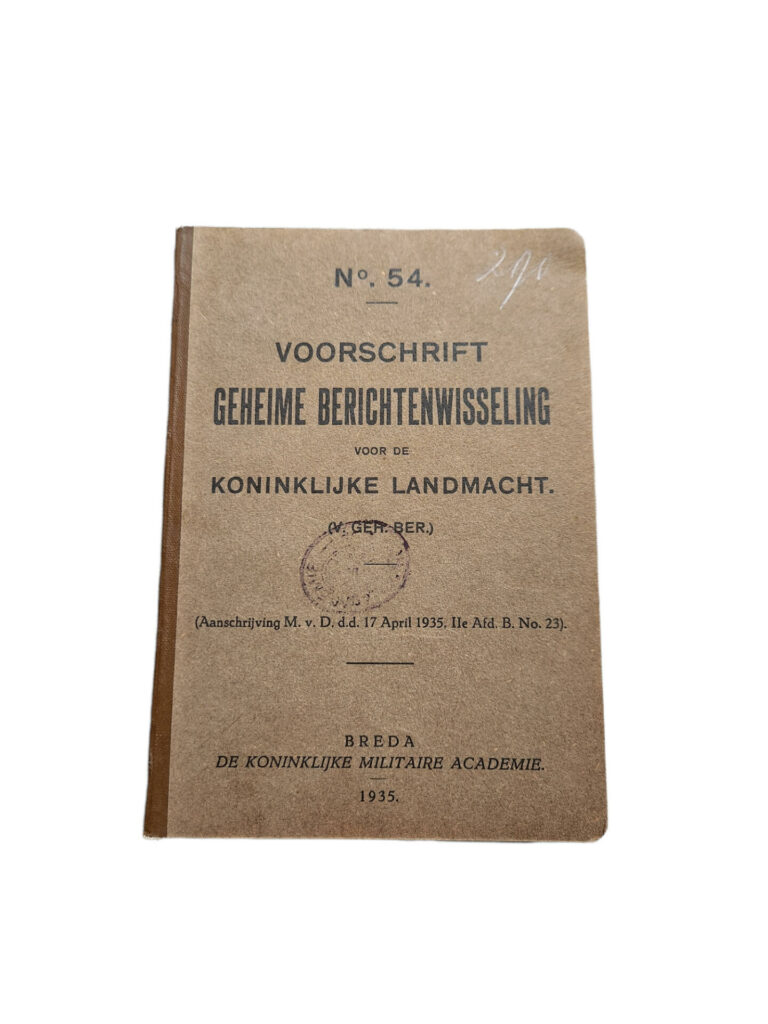 Nº. 54.
VOORSCHRIFT
GEHEIME BERICHTENWISSELING
VOOR DE
KONINKLIJKE LANDMACHT.
(V. GEH. BER.)
(Aanschrijving M. v. D. d.d. 17 April 1935, IIe Afd. B. No. 23).
BREDA
DE KONINKLIJKE MILITAIRE ACADEMIE.
1935.